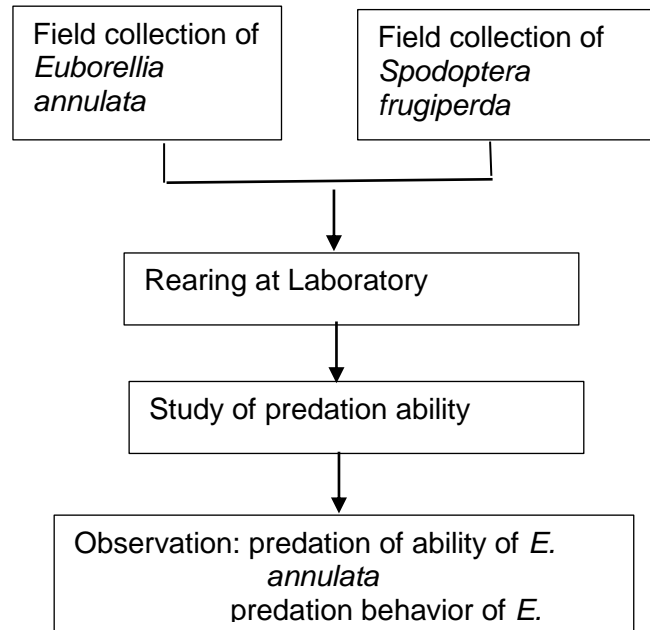 Field collection of
Euborellia
annulata
Field collection of
Spodoptera
frugiperda
Rearing at Laboratory
Study of predation ability
Observation: predation of ability of E.
annulata
predation behavior of E.